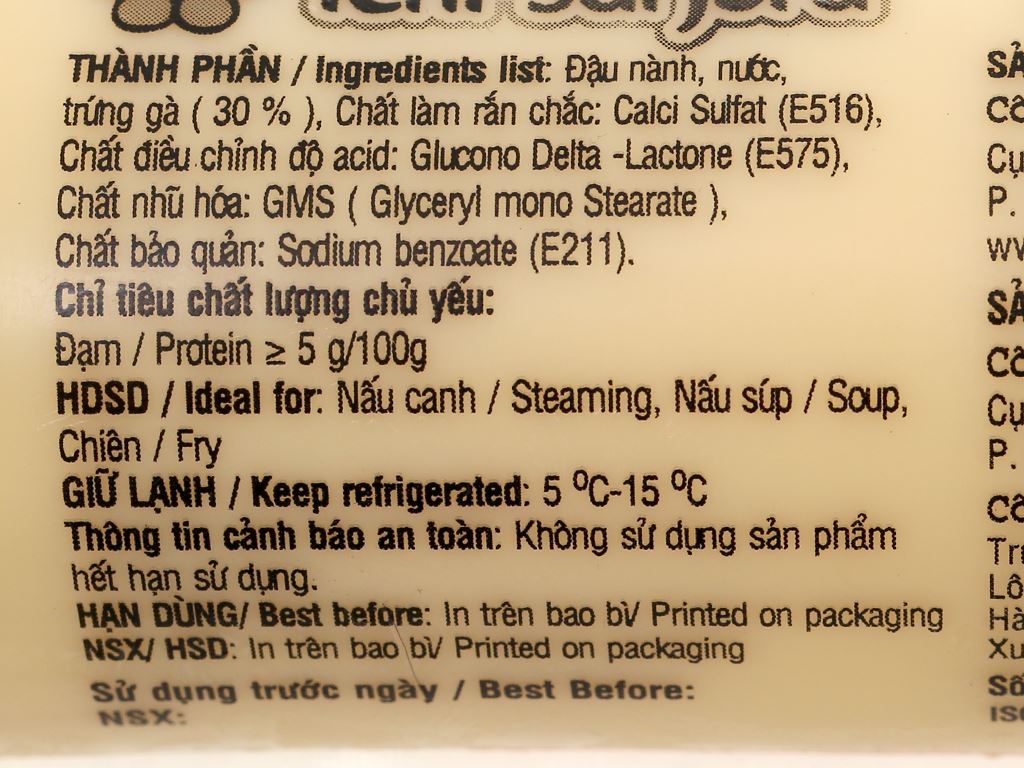 THÀNH PHẦN / Ingredients list: Đậu nành, nước,
trứng gà ( 30 % ), Chất làm rắn chắc: Calci Sulfat (E516),
Chất điều chỉnh độ acid: Glucono Delta -Lactone (E575),
Chất nhũ hóa: GMS ( Glyceryl mono Stearate ),
Chất bảo quản: Sodium benzoate (E211).
Chỉ tiêu chất lượng chủ yếu:
Đạm / Protein ≥ 5 g/100g
HDSD / Ideal for: Nấu canh / Steaming, Nấu súp / Soup,
Chiên / Fry
GIỮ LẠNH / Keep refrigerated: 5 ⁰C-15 ⁰C
Thông tin cảnh báo an toàn: Không sử dụng sản phẩm
hết hạn sử dụng.
HẠN DÙNG/ Best before: In trên bao bì/ Printed on packaging
NSX/ HSD: In trên bao bì/ Printed on packaging
Sử dụng trước ngày / Best Before:
NSX:
P.
P.